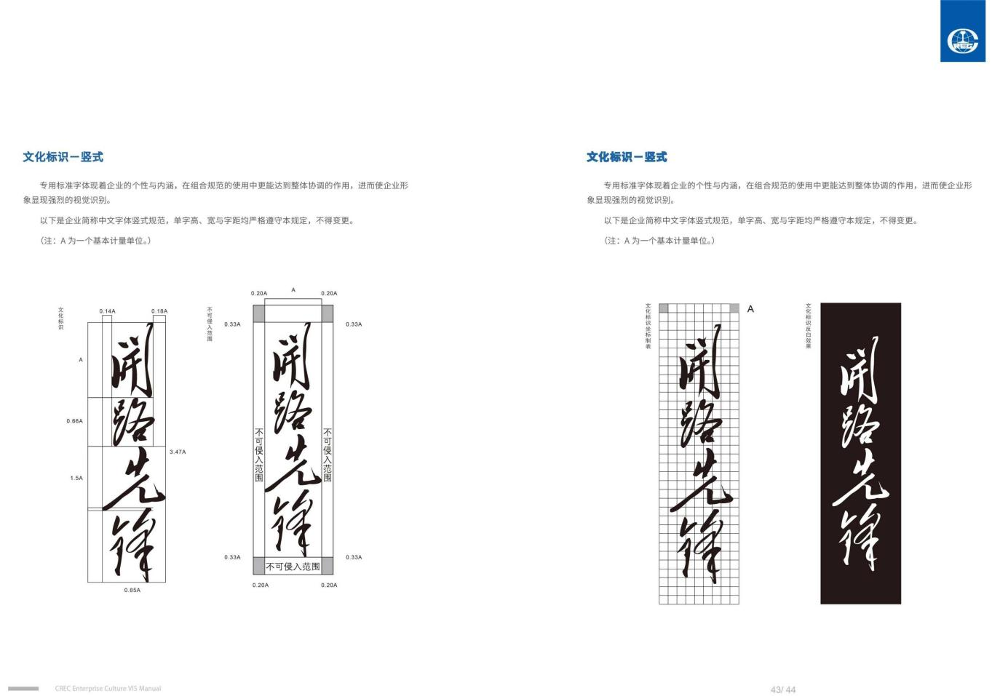 CREC
文化标识－竖式
专用标准字体现着企业的个性与内涵，在组合规范的使用中更能达到整体协调的作用，进而使企业形
象显现强烈的视觉识别。
以下是企业简称中文字体竖式规范，单字高、宽与字距均严格遵守本规定，不得变更。
（注：A 为一个基本计量单位。）
文化标识
0.14A
0.18A
A
0.66A
1.5A
3.47A
0.85A
開路先锋
不可侵入范围
0.20A
A
0.20A
0.33A
0.33A
不可侵入范围
開路先锋
不可侵入范围
0.33A
不可侵入范围
0.33A
0.20A
0.20A
文化标识－竖式
专用标准字体现着企业的个性与内涵，在组合规范的使用中更能达到整体协调的作用，进而使企业形
象显现强烈的视觉识别。
以下是企业简称中文字体竖式规范，单字高、宽与字距均严格遵守本规定，不得变更。
（注：A 为一个基本计量单位。）
文化标识坐标制表
A
開路先锋
文化标识反白效果
開路先锋
CREC Enterprise Culture VIS Manual
43/ 44